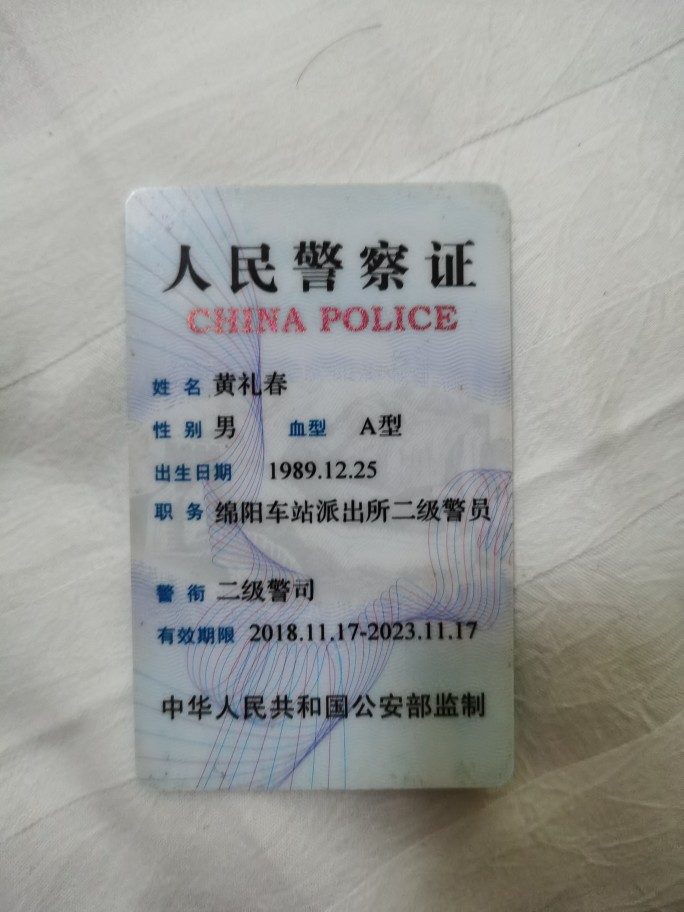 人民警察证
CHINA POLICE
姓名 黄礼春
性别 男 血型 A型
出生日期 1989.12.25
职务 绵阳车站派出所二级警员
警衔 二级警司
有效期限 2018.11.17-2023.11.17
中华人民共和国公安部监制